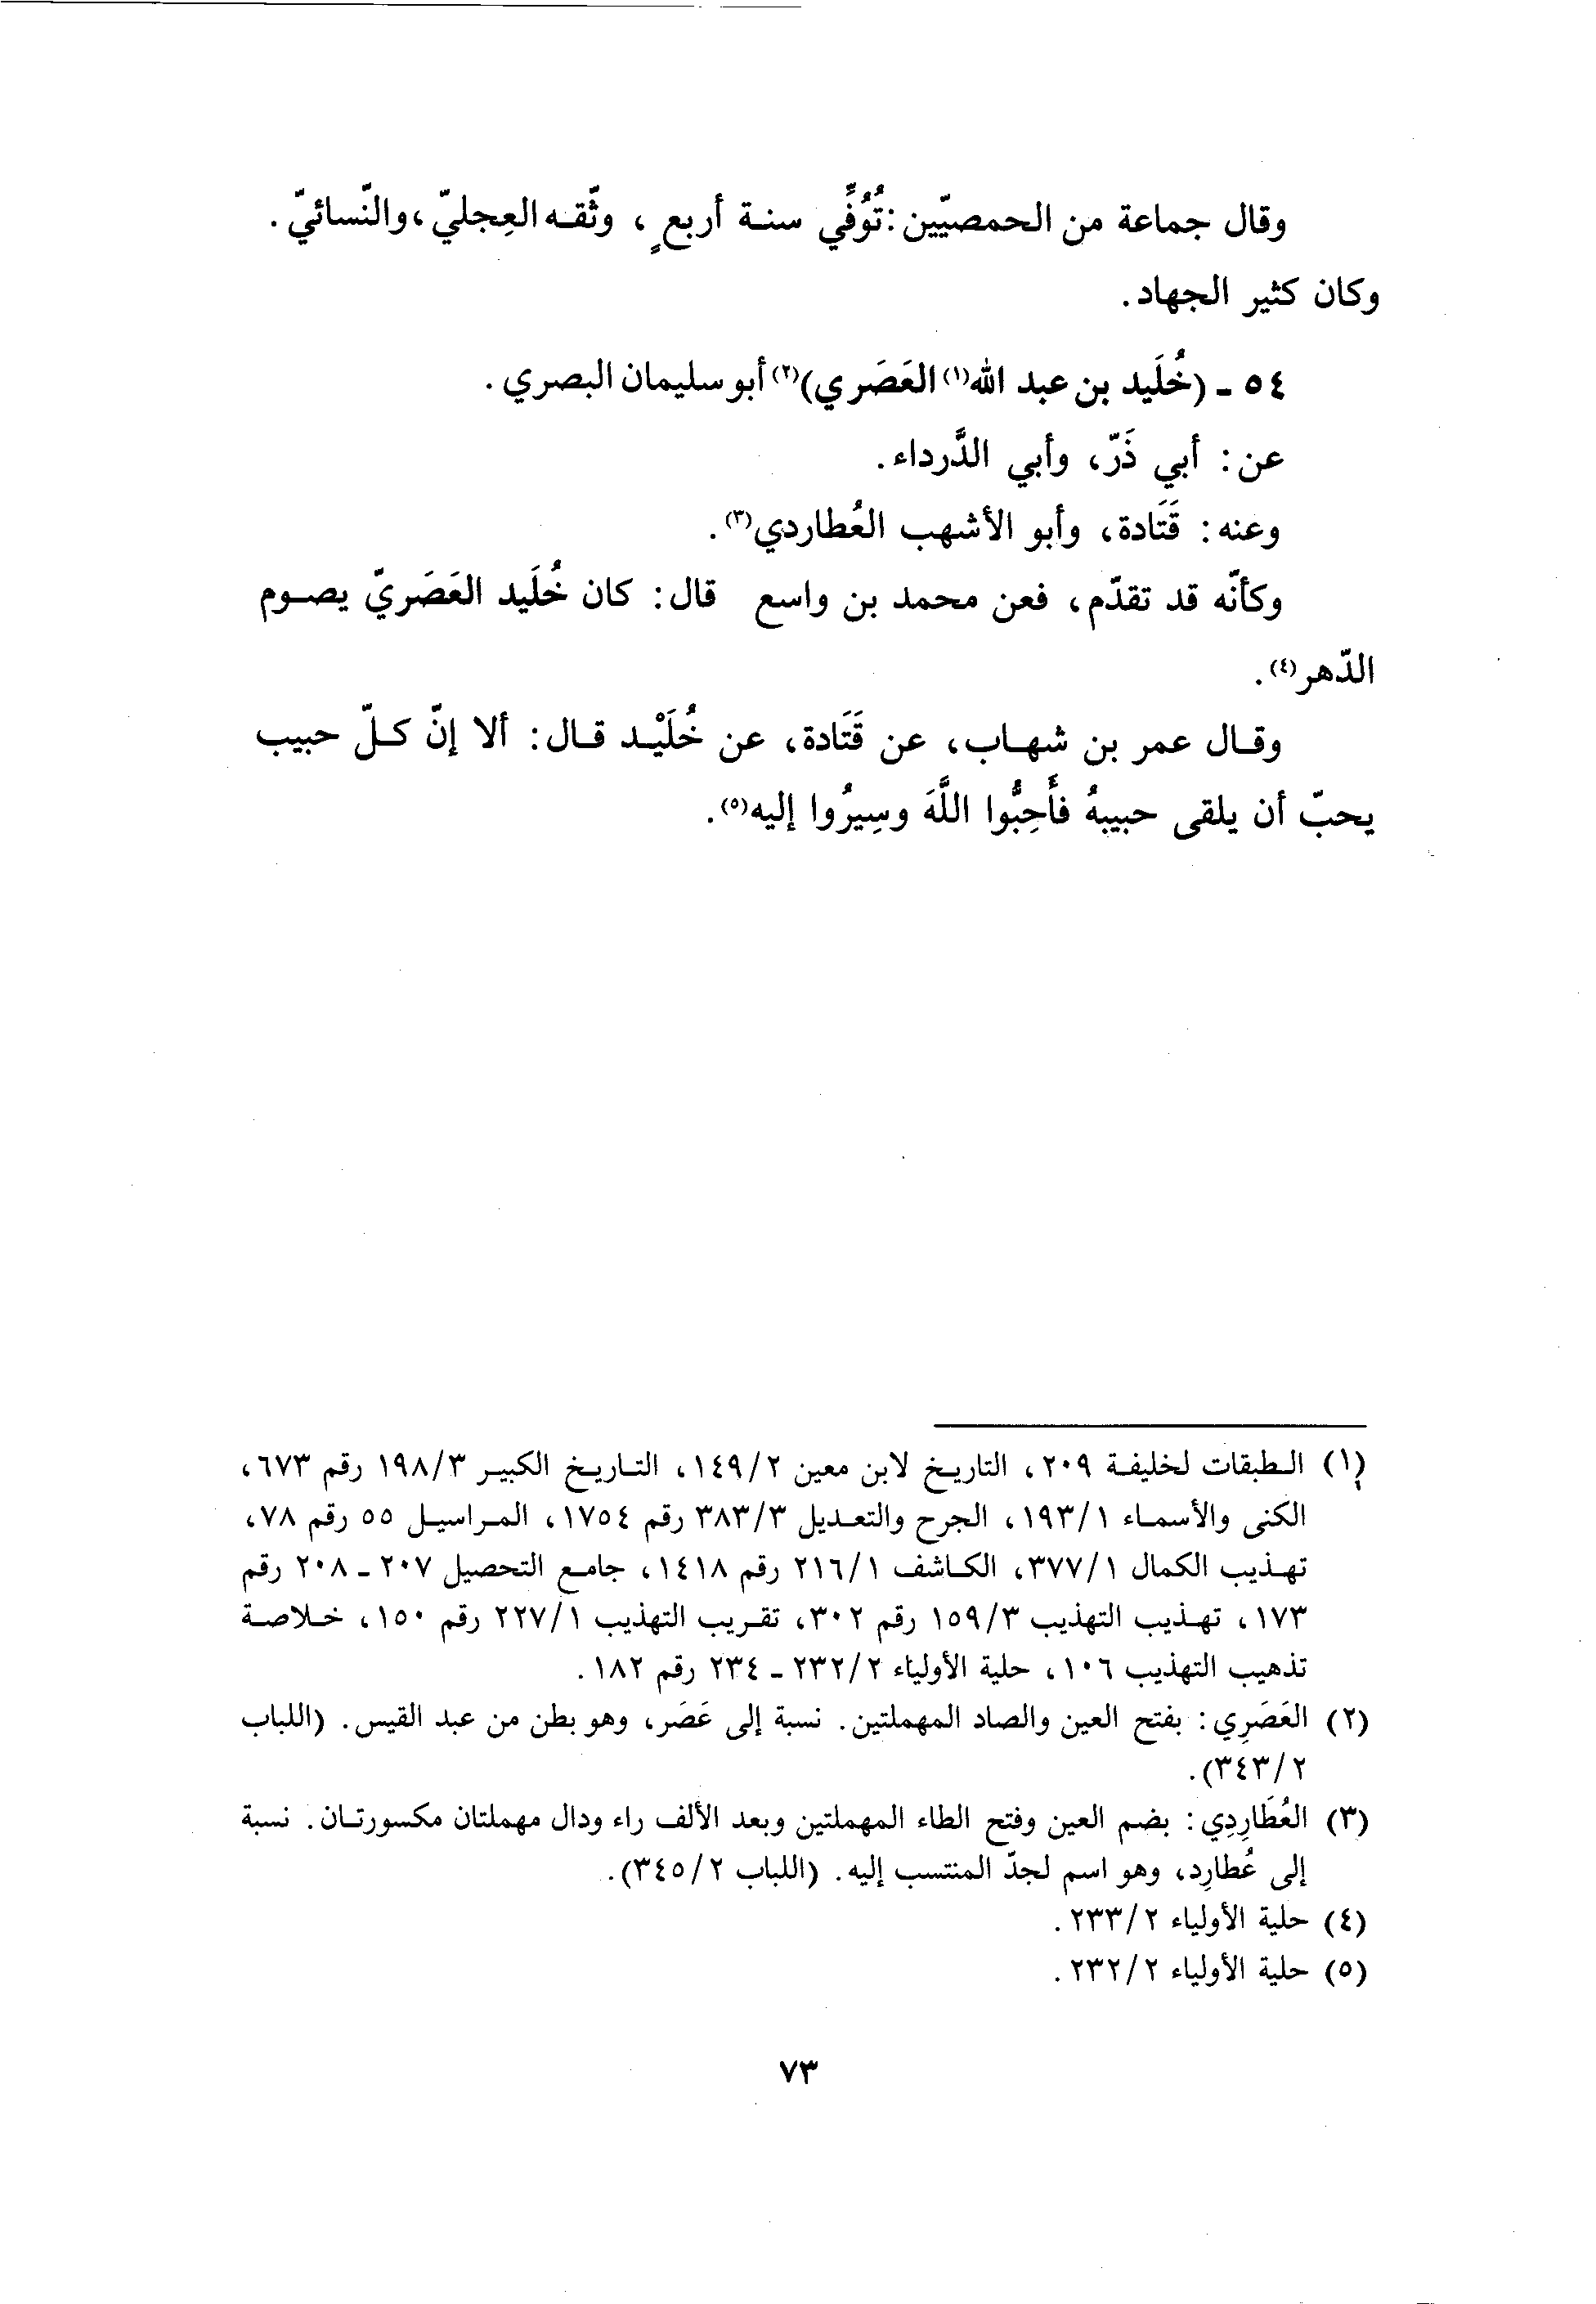 وقال جماعة من الحمصيّين: تُوُفِّي سنة أربعٍ، وثّقه العِجليّ، والنّسائيّ.
وكان كثير الجهاد.
٥٤ ـ (خُلَيد بن عبد الله(١) العَصَري)(٢) أبو سليمان البصري.
عن: أبي ذَرّ، وأبي الدَّرداء.
وعنه: قَتَادة، وأبو الأشهب العُطاردي(٣).
وكأنّه قد تقدّم، فعن محمد بن واسع قال: كان خُلَيد العَصَريّ يصوم
الدّهر(٤).
وقال عمر بن شهاب، عن قَتَادة، عن خُلَيْد قال: ألا إنّ كلّ حبيب
يحبّ أن يلقى حبيبهُ فأَحِبُّوا اللَّهَ وسِيرُوا إليه(٥).
(١) الطبقات لخليفة ٢٠٩، التاريخ لابن معين ٢/١٤٩، التاريخ الكبير ٣/١٩٨ رقم ٦٧٣،
الكنى والأسماء ١/١٩٣، الجرح والتعديل ٣/٣٨٣ رقم ١٧٥٤، المراسيل ٥٥ رقم ٧٨،
تهذيب الكمال ١/٣٧٧، الكاشف ١/٢١٦ رقم ١٤١٨، جامع التحصيل ٢٠٧ ـ ٢٠٨ رقم
١٧٣، تهذيب التهذيب ٣/١٥٩ رقم ٣٠٢، تقريب التهذيب ١/٢٢٧ رقم ١٥٠، خلاصة
تذهيب التهذيب ١٠٦، حلية الأولياء ٢/٢٣٢ ـ ٢٣٤ رقم ١٨٢.
(٢) العَصَرِي: بفتح العين والصاد المهملتين. نسبة إلى عَصَر، وهو بطن من عبد القيس. (اللباب
٢/٣٤٣).
(٣) العُطَارِدِي: بضم العين وفتح الطاء المهملتين وبعد الألف راء ودال مهملتان مكسورتان. نسبة
إلى عُطارِد، وهو اسم لجدّ المنتسب إليه. (اللباب ٢/٣٤٥).
(٤) حلية الأولياء ٢/٢٣٣.
(٥) حلية الأولياء ٢/٢٣٢.
٧٣